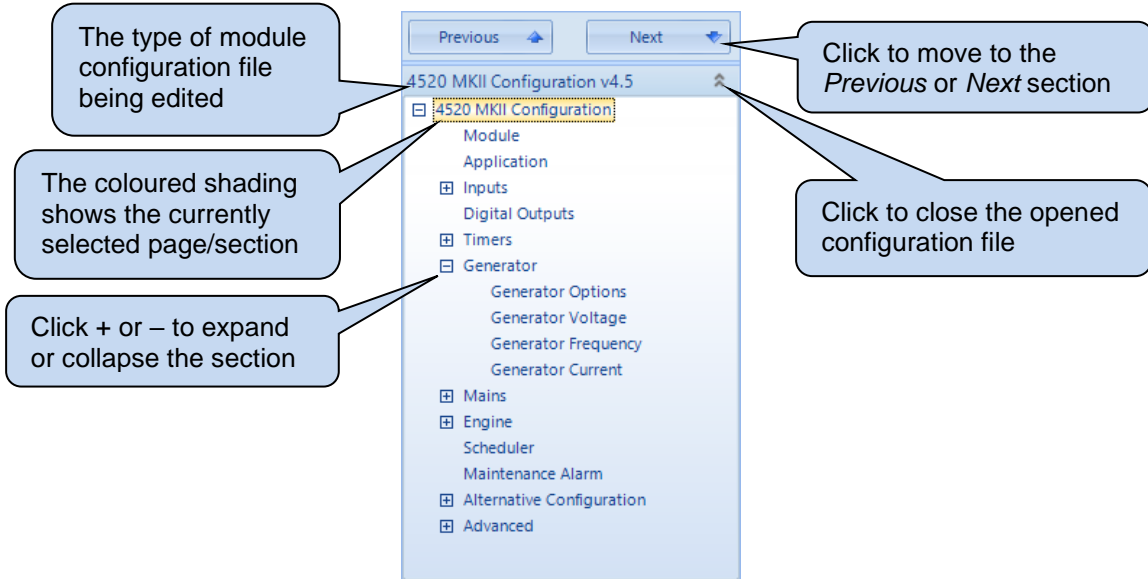 The type of module
configuration file
being edited
The coloured shading
shows the currently
selected page/section
Click + or – to expand
or collapse the section
Previous
Next
4520 MKII Configuration v4.5
4520 MKII Configuration
Module
Application
Inputs
Digital Outputs
Timers
Generator
Generator Options
Generator Voltage
Generator Frequency
Generator Current
Mains
Engine
Scheduler
Maintenance Alarm
Alternative Configuration
Advanced
Click to move to the
Previous or Next section
Click to close the opened
configuration file